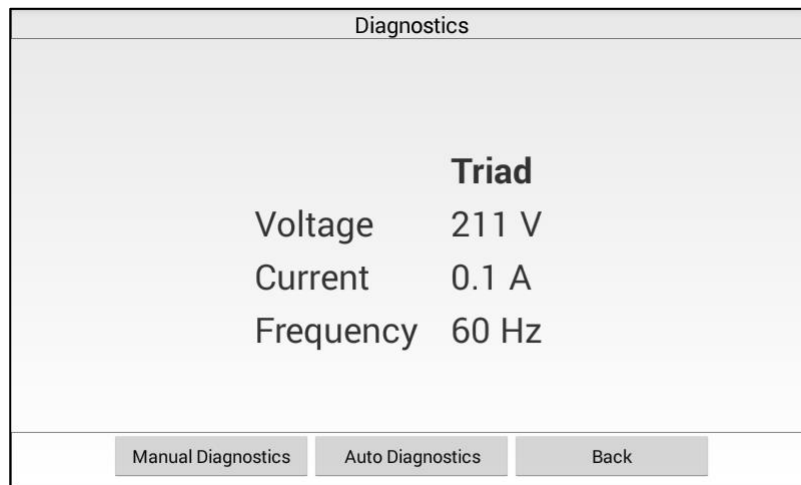 Diagnostics
Triad
Voltage 211 V
Current 0.1 A
Frequency 60 Hz
Manual Diagnostics Auto Diagnostics Back